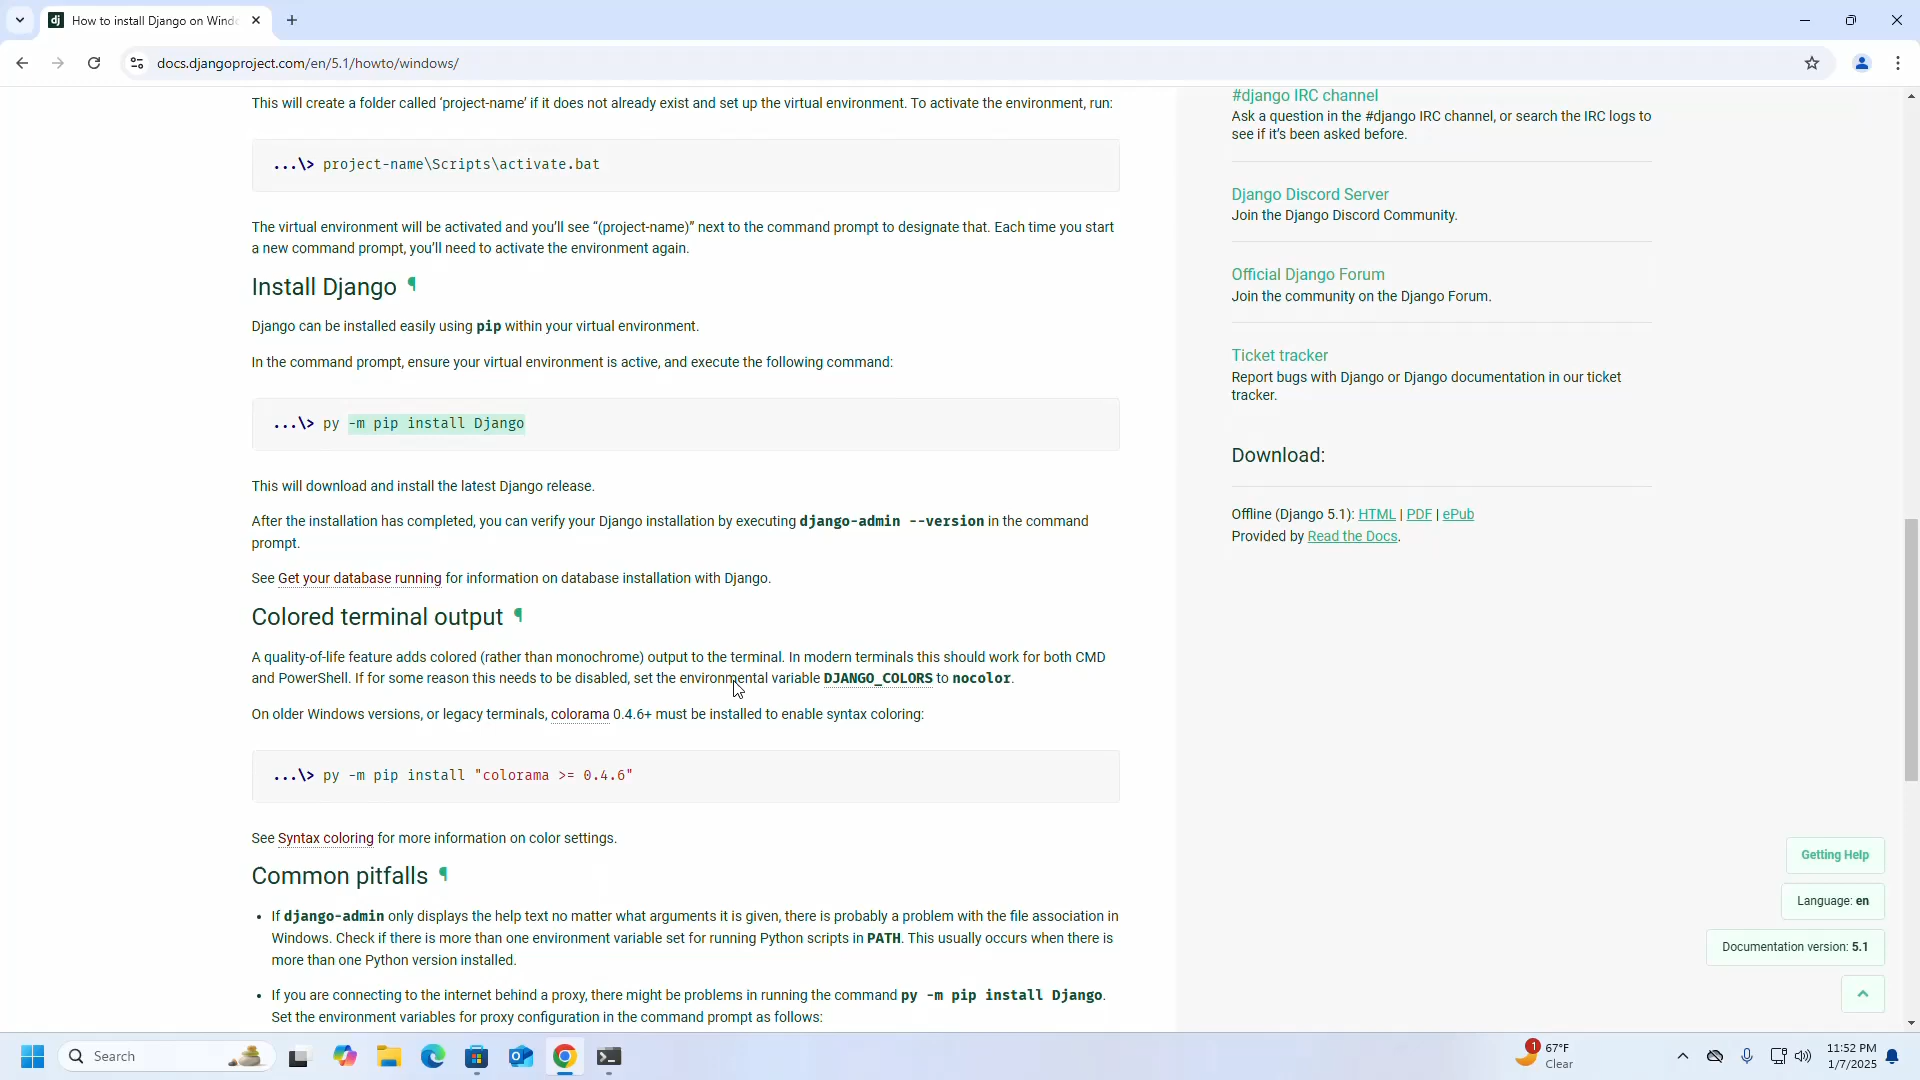 dj How to install Django on Windo
docs.djangoproject.com/en/5.1/howto/windows/
This will create a folder called ‘project-name’ if it does not already exist and set up the virtual environment. To activate the environment, run:
...\> project-name\Scripts\activate.bat
The virtual environment will be activated and you’ll see “(project-name)” next to the command prompt to designate that. Each time you start
a new command prompt, you’ll need to activate the environment again.
Install Django ¶
Django can be installed easily using pip within your virtual environment.
In the command prompt, ensure your virtual environment is active, and execute the following command:
...\> py -m pip install Django
This will download and install the latest Django release.
After the installation has completed, you can verify your Django installation by executing django-admin --version in the command
prompt.
See Get your database running for information on database installation with Django.
Colored terminal output ¶
A quality-of-life feature adds colored (rather than monochrome) output to the terminal. In modern terminals this should work for both CMD
and PowerShell. If for some reason this needs to be disabled, set the environmental variable DJANGO_COLORS to nocolor.
On older Windows versions, or legacy terminals, colorama 0.4.6+ must be installed to enable syntax coloring:
...\> py -m pip install "colorama >= 0.4.6"
See Syntax coloring for more information on color settings.
Common pitfalls ¶
• If django-admin only displays the help text no matter what arguments it is given, there is probably a problem with the file association in
Windows. Check if there is more than one environment variable set for running Python scripts in PATH. This usually occurs when there is
more than one Python version installed.
• If you are connecting to the internet behind a proxy, there might be problems in running the command py -m pip install Django.
Set the environment variables for proxy configuration in the command prompt as follows:
#django IRC channel
Ask a question in the #django IRC channel, or search the IRC logs to
see if it’s been asked before.
Django Discord Server
Join the Django Discord Community.
Official Django Forum
Join the community on the Django Forum.
Ticket tracker
Report bugs with Django or Django documentation in our ticket
tracker.
Download:
Offline (Django 5.1): HTML | PDF | ePub
Provided by Read the Docs.
Getting Help
Language: en
Documentation version: 5.1
Search
1
67°F
Clear
11:52 PM
1/7/2025